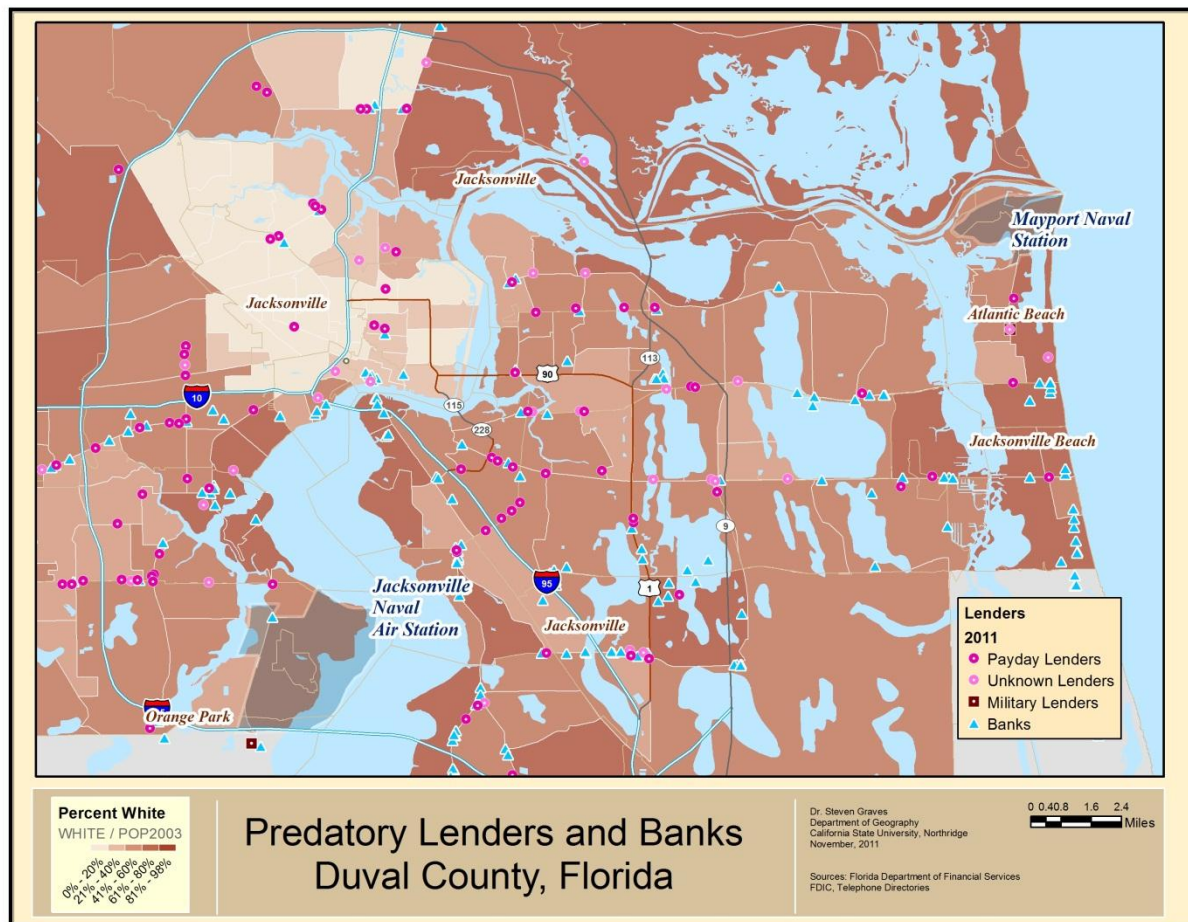 Jacksonville
Mayport Naval
Station
Jacksonville
Atlantic Beach
113
90
10
115
228
Jacksonville Beach
9
Jacksonville
Naval
Air Station
95
1
Jacksonville
Orange Park
Lenders
2011
Payday Lenders
Unknown Lenders
Military Lenders
Banks
Percent White
WHITE / POP2003
0% - 20%
21% - 40%
41% - 60%
61% - 80%
81% - 98%
Predatory Lenders and Banks
Duval County, Florida
Dr. Steven Graves
Department of Geography
California State University, Northridge
November, 2011
Sources: Florida Department of Financial Services
FDIC, Telephone Directories
0 0.40.8 1.6 2.4
Miles